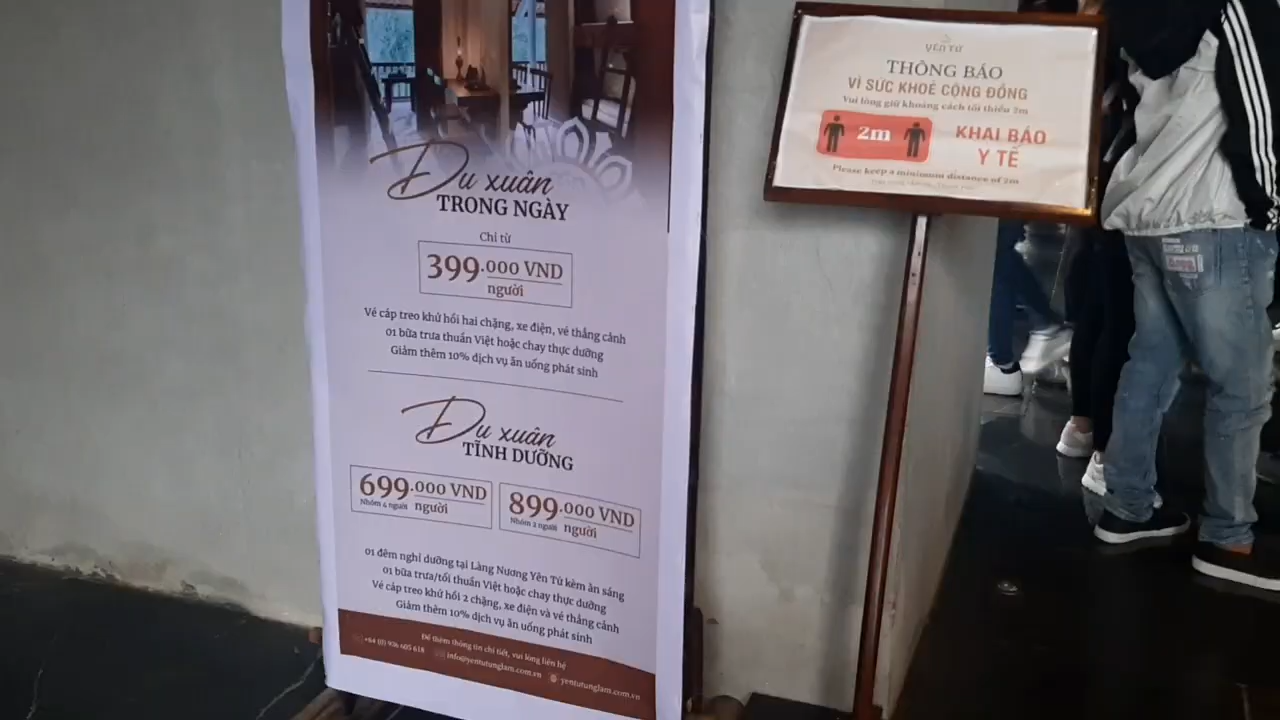 Du xuân
TRONG NGÀY
Chỉ từ
399.000 VND
người
Vé cáp treo khứ hồi hai chặng, xe điện, vé thắng cảnh
01 bữa trưa thuần Việt hoặc chay thực dưỡng
Giảm thêm 10% dịch vụ ăn uống phát sinh
Du xuân
TĨNH DƯỠNG
699.000 VND
Nhóm 4 người người
899.000 VND
Nhóm 2 người người
01 đêm nghỉ dưỡng tại Làng Nương Yên Tử kèm ăn sáng
01 bữa trưa/tối thuần Việt hoặc chay thực dưỡng
Vé cáp treo khứ hồi 2 chặng, xe điện và vé thắng cảnh
Giảm thêm 10% dịch vụ ăn uống phát sinh
Để thêm thông tin chi tiết, vui lòng liên hệ
info@yentutunglam.com.vn yentutunglam.com.vn
YÊN TỬ
THÔNG BÁO
VÌ SỨC KHOẺ CỘNG ĐỒNG
Vui lòng giữ khoảng cách tối thiểu 2m
2m
KHAI BÁO
Y TẾ
Please keep a minimum distance of 2m